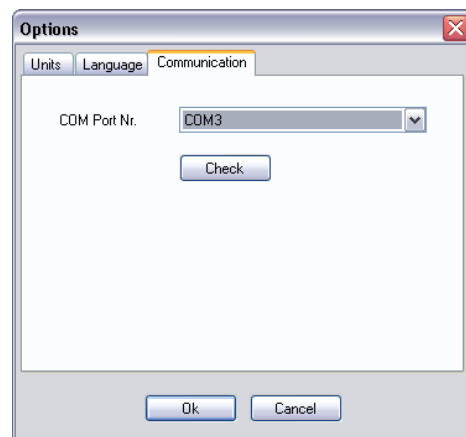 Options
Units Language Communication
COM Port Nr. COM3
Check
Ok Cancel